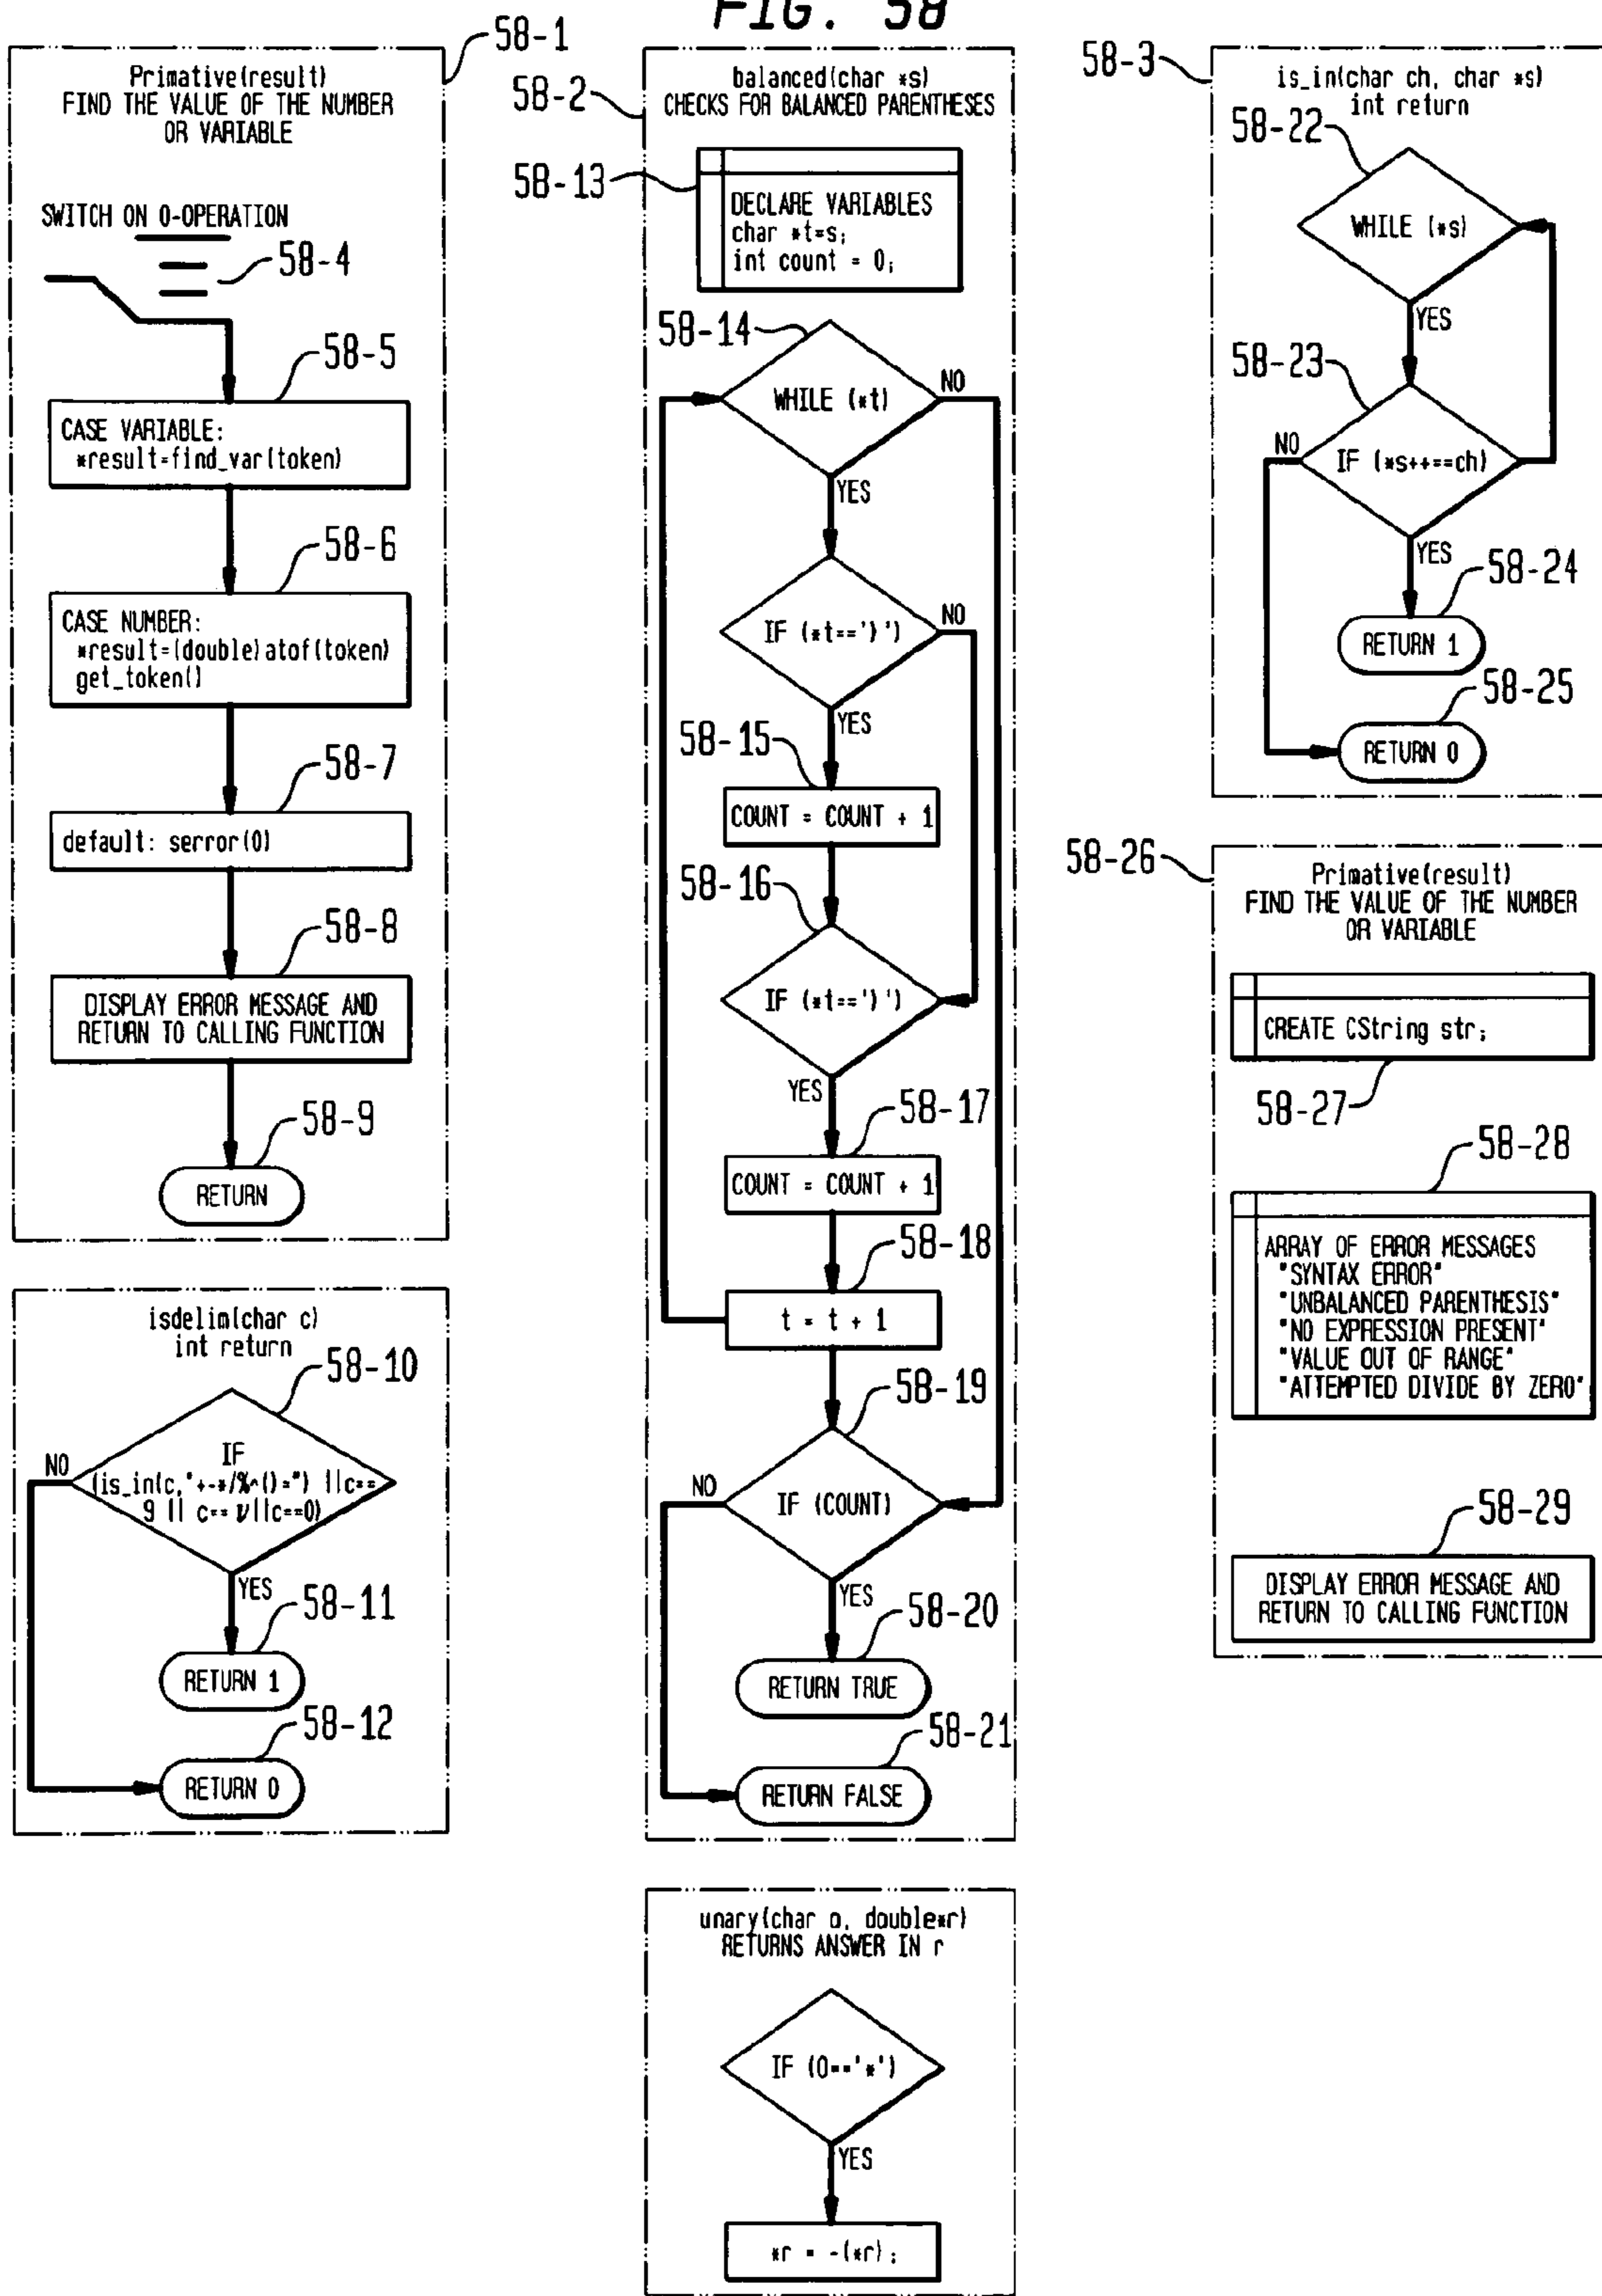 FIG. 58
58-1
Primative(result)
FIND THE VALUE OF THE NUMBER
OR VARIABLE
SWITCH ON O-OPERATION
58-4
58-5
CASE VARIABLE:
*result=find_var(token)
58-6
CASE NUMBER:
*result=(double)atof(token)
get_token()
58-7
default: serror(0)
58-8
DISPLAY ERROR MESSAGE AND
RETURN TO CALLING FUNCTION
58-9
RETURN
isdelim(char c)
int return
58-10
IF
(is_in(c,"+-*/%^()=") ||c==
9 || c== ||c==0)
NO
YES
58-11
RETURN 1
58-12
RETURN 0
58-2
balanced(char *s)
CHECKS FOR BALANCED PARENTHESES
58-13
DECLARE VARIABLES
char *t=s;
int count = 0;
58-14
WHILE (*t)
NO
YES
IF (*t==')')
NO
YES
58-15
COUNT = COUNT + 1
58-16
IF (*t==')')
YES
58-17
COUNT = COUNT + 1
58-18
t = t + 1
58-19
IF (COUNT)
NO
YES
58-20
RETURN TRUE
58-21
RETURN FALSE
unary(char o, double*r)
RETURNS ANSWER IN r
IF (O=='*')
YES
*r = -(*r);
58-3
is_in(char ch, char *s)
int return
58-22
WHILE (*s)
YES
58-23
IF (*s++==ch)
NO
YES
58-24
RETURN 1
58-25
RETURN 0
58-26
Primative(result)
FIND THE VALUE OF THE NUMBER
OR VARIABLE
CREATE CString str;
58-27
58-28
ARRAY OF ERROR MESSAGES
"SYNTAX ERROR"
"UNBALANCED PARENTHESIS"
"NO EXPRESSION PRESENT"
"VALUE OUT OF RANGE"
"ATTEMPTED DIVIDE BY ZERO"
58-29
DISPLAY ERROR MESSAGE AND
RETURN TO CALLING FUNCTION